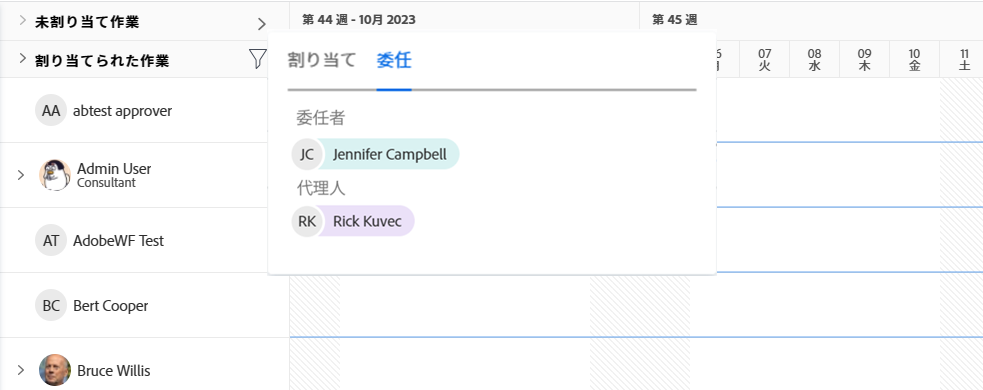 未割り当て作業
第 44 週 - 10月 2023
第 45 週
割り当てられた作業
07
火
08
水
09
木
10
金
11
土
割り当て
委任
委任者
JC Jennifer Campbell
代理人
RK Rick Kuvec
AA abtest approver
Admin User
Consultant
AT AdobeWF Test
BC Bert Cooper
Bruce Willis